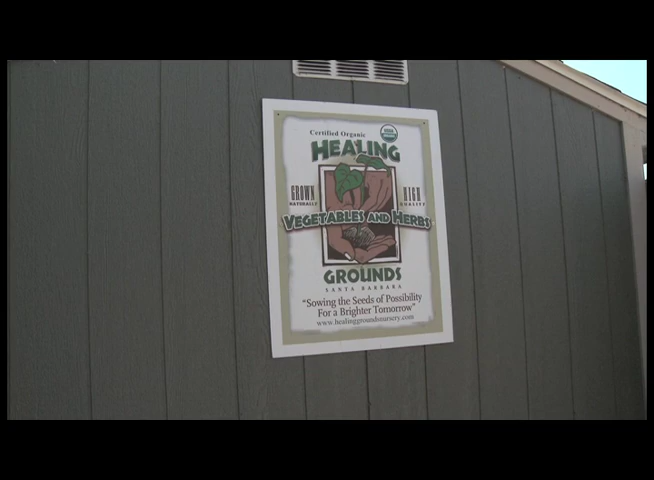 Certified Organic
HEALING
GROWN
NATURALLY
HIGH
QUALITY
VEGETABLES AND HERBS
GROUNDS
SANTA BARBARA
"Sowing the Seeds of Possibility
For a Brighter Tomorrow"
www.healinggroundsnursery.com